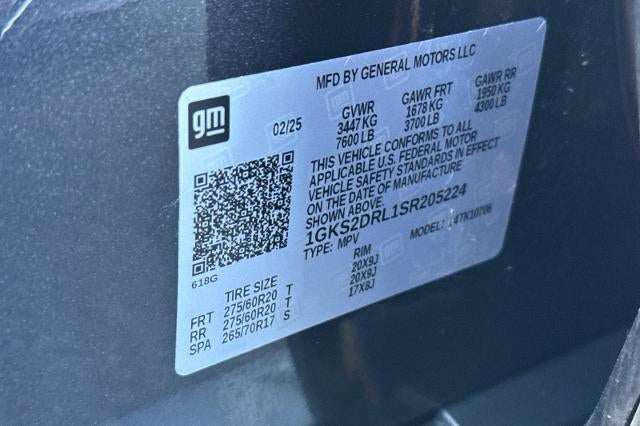 MFD BY GENERAL MOTORS LLC
gm
02/25
GVWR GAWR FRT GAWR RR
3447 KG 1678 KG 1950 KG
7600 LB 3700 LB 4300 LB
THIS VEHICLE CONFORMS TO ALL
APPLICABLE U.S. FEDERAL MOTOR
VEHICLE SAFETY STANDARDS IN EFFECT
ON THE DATE OF MANUFACTURE
SHOWN ABOVE.
1GKS2DRL1SR205224
TYPE: MPV MODEL: 14TK10706
618G
TIRE SIZE RIM
FRT 275/60R20 T 20X9J
RR 275/60R20 T 20X9J
SPA 265/70R17 S 17X8J